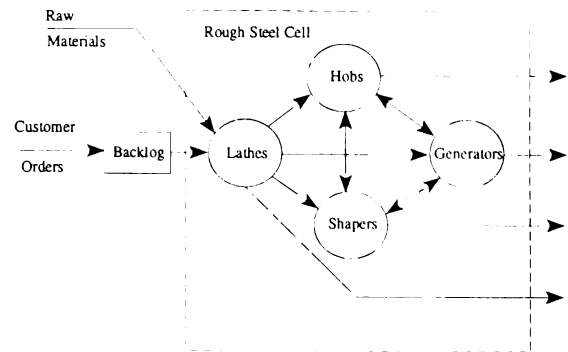 Raw
Materials
Rough Steel Cell
Hobs
Customer
Orders
Backlog
Lathes
Generators
Shapers